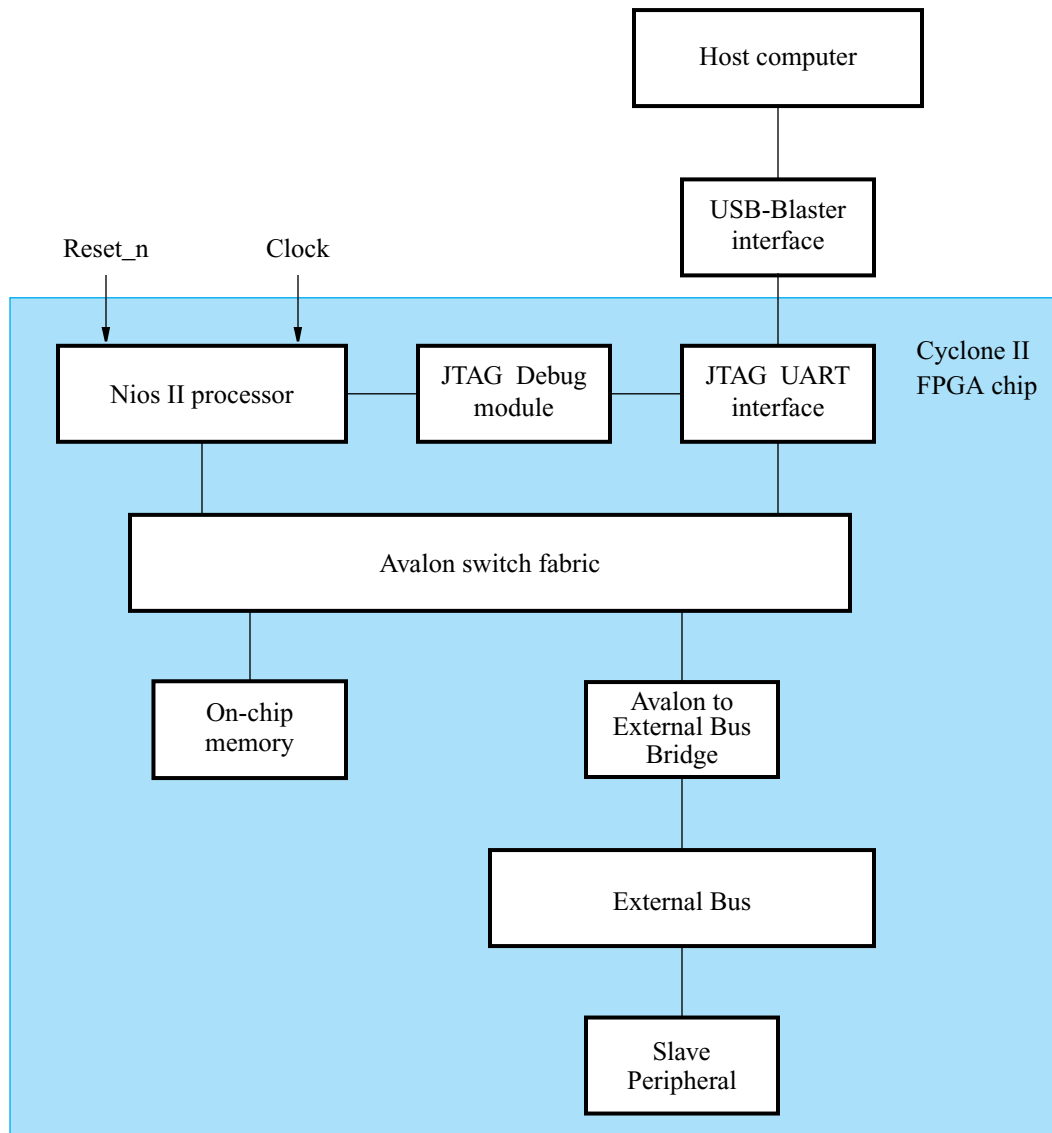 Host computer
USB-Blaster
interface
Reset_n
Clock
Cyclone II
FPGA chip
Nios II processor
JTAG Debug
module
JTAG UART
interface
Avalon switch fabric
On-chip
memory
Avalon to
External Bus
Bridge
External Bus
Slave
Peripheral